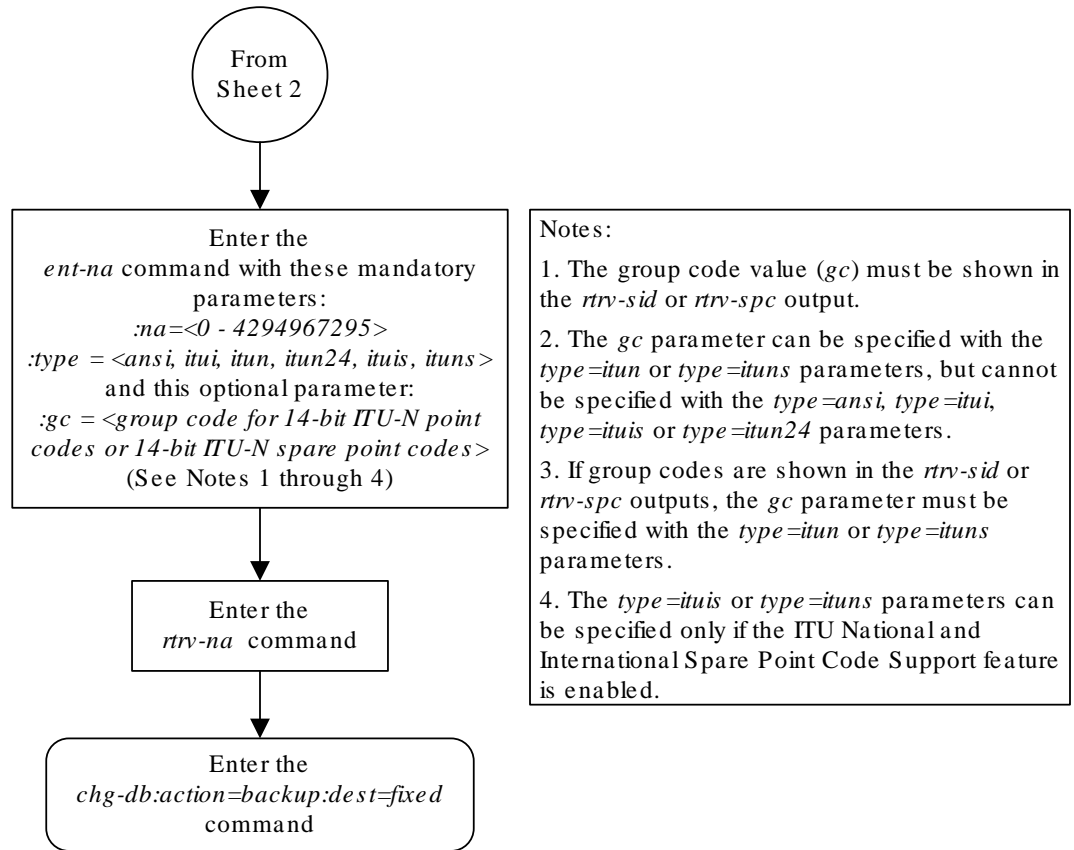 From
Sheet 2
Enter the
ent-na command with these mandatory
parameters:
:na=<0 - 4294967295>
:type = <ansi, itui, itun, itun24, ituis, ituns>
and this optional parameter:
:gc = <group code for 14-bit ITU-N point
codes or 14-bit ITU-N spare point codes>
(See Notes 1 through 4)
Enter the
rtrv-na command
Enter the
chg-db:action=backup:dest=fixed
command
Notes:
1. The group code value (gc) must be shown in
the rtrv-sid or rtrv-spc output.
2. The gc parameter can be specified with the
type=itun or type=ituns parameters, but cannot
be specified with the type=ansi, type=itui,
type=ituis or type=itun24 parameters.
3. If group codes are shown in the rtrv-sid or
rtrv-spc outputs, the gc parameter must be
specified with the type=itun or type=ituns
parameters.
4. The type=ituis or type=ituns parameters can
be specified only if the ITU National and
International Spare Point Code Support feature
is enabled.